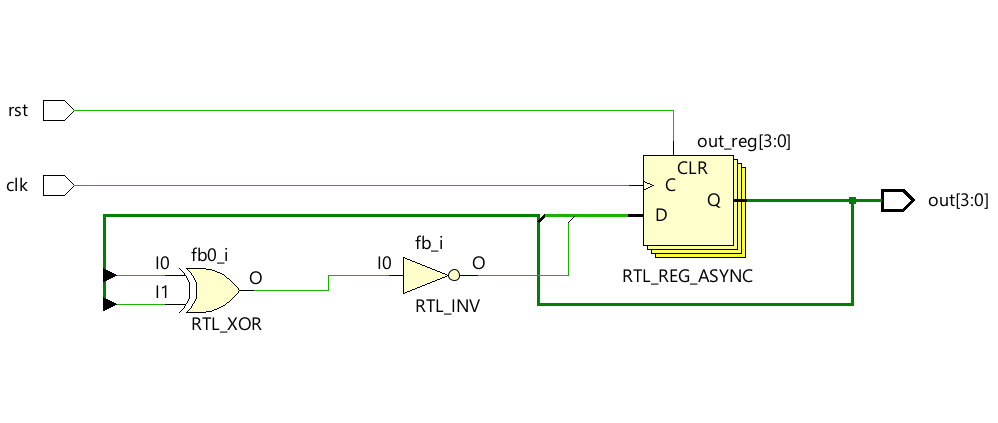 rst
out_reg[3:0]
CLR
clk
C
Q
out[3:0]
D
fb0_i
fb_i
I0
O
I0
O
I1
RTL_REG_ASYNC
RTL_XOR
RTL_INV